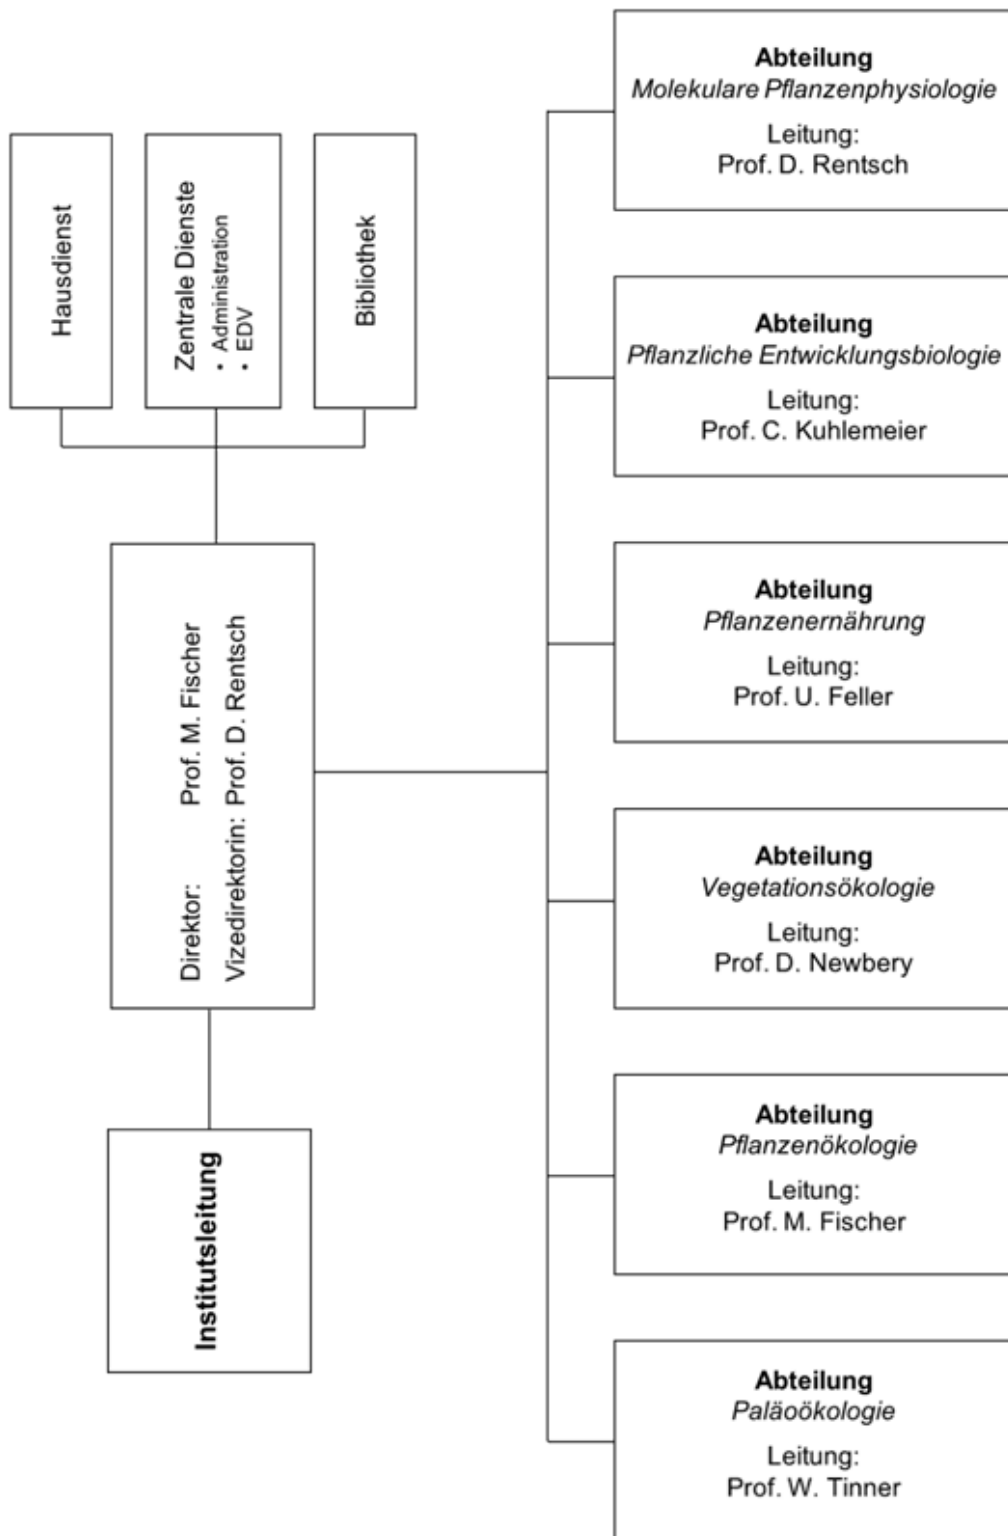 Institutsleitung
Direktor: Prof. M. Fischer
Vizedirektorin: Prof. D. Rentsch
Hausdienst
Zentrale Dienste
• Administration
• EDV
Bibliothek
Abteilung
Molekulare Pflanzenphysiologie
Leitung:
Prof. D. Rentsch
Abteilung
Pflanzliche Entwicklungsbiologie
Leitung:
Prof. C. Kuhlemeier
Abteilung
Pflanzenernährung
Leitung:
Prof. U. Feller
Abteilung
Vegetationsökologie
Leitung:
Prof. D. Newbery
Abteilung
Pflanzenökologie
Leitung:
Prof. M. Fischer
Abteilung
Paläoökologie
Leitung:
Prof. W. Tinner